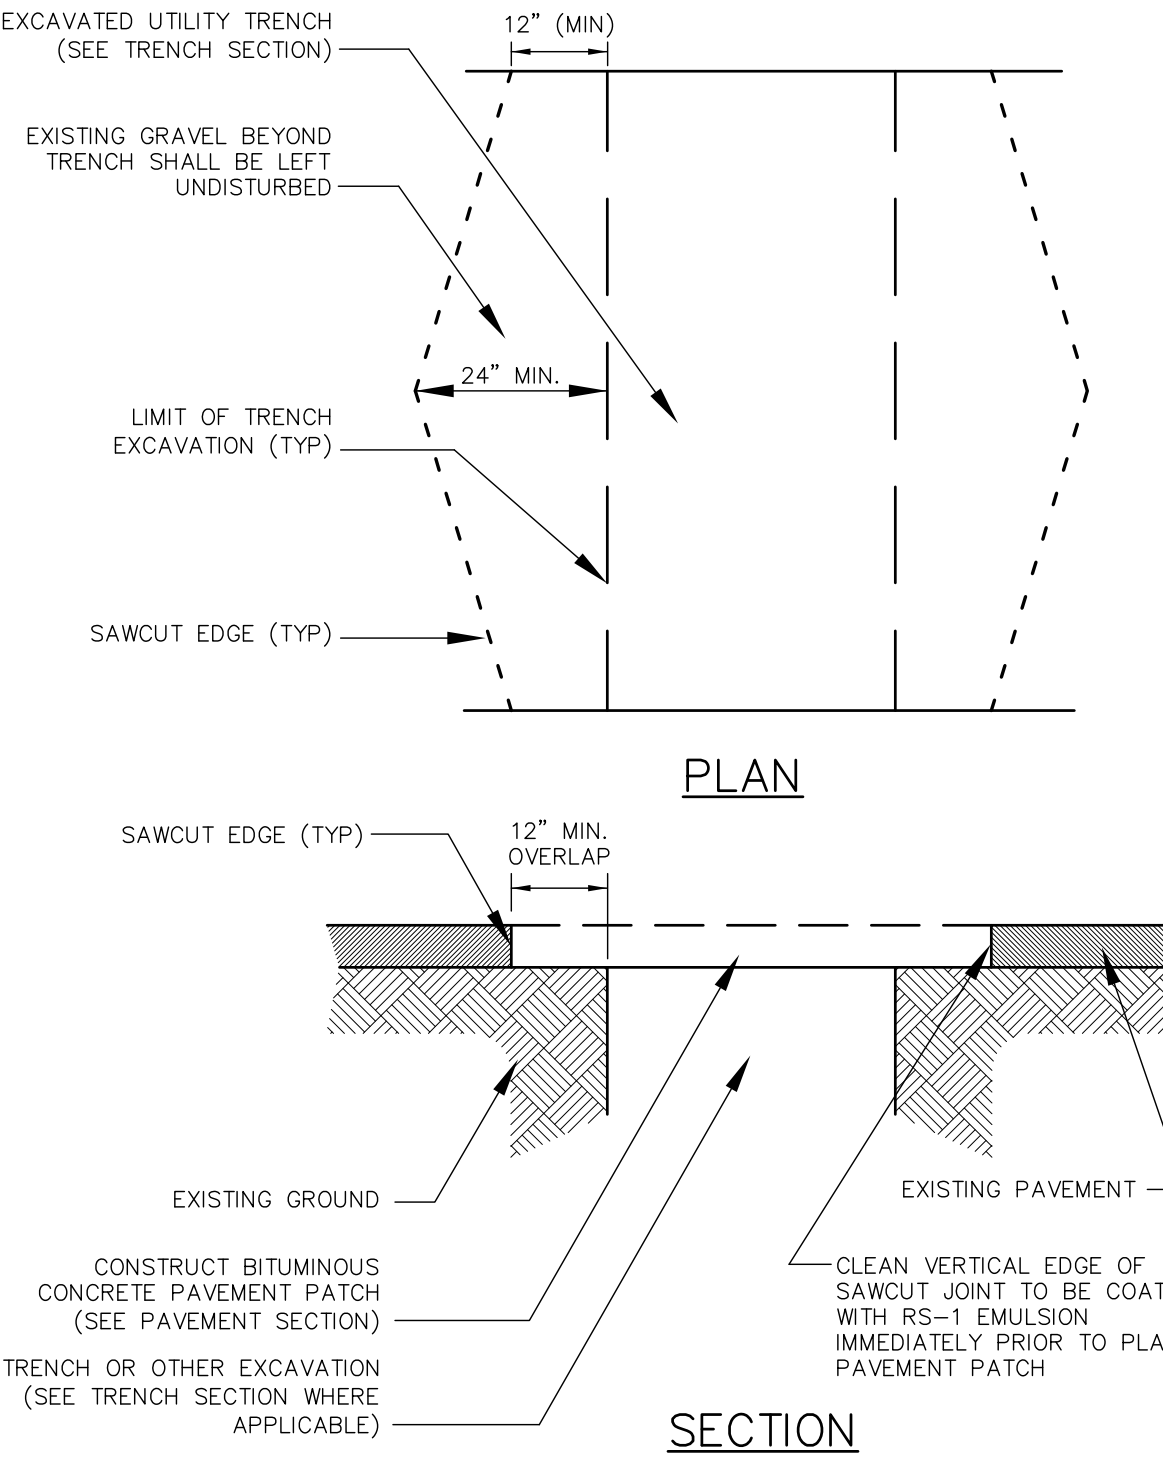 EXCAVATED UTILITY TRENCH
(SEE TRENCH SECTION)
12" (MIN)
EXISTING GRAVEL BEYOND
TRENCH SHALL BE LEFT
UNDISTURBED
24" MIN.
LIMIT OF TRENCH
EXCAVATION (TYP)
SAWCUT EDGE (TYP)
PLAN
SAWCUT EDGE (TYP)
12" MIN.
OVERLAP
EXISTING GROUND
EXISTING PAVEMENT
CONSTRUCT BITUMINOUS
CONCRETE PAVEMENT PATCH
(SEE PAVEMENT SECTION)
CLEAN VERTICAL EDGE OF
SAWCUT JOINT TO BE
WITH RS-1 EMULSION
IMMEDIATELY PRIOR TO
PAVEMENT PATCH
TRENCH OR OTHER EXCAVATION
(SEE TRENCH SECTION WHERE
APPLICABLE)
SECTION